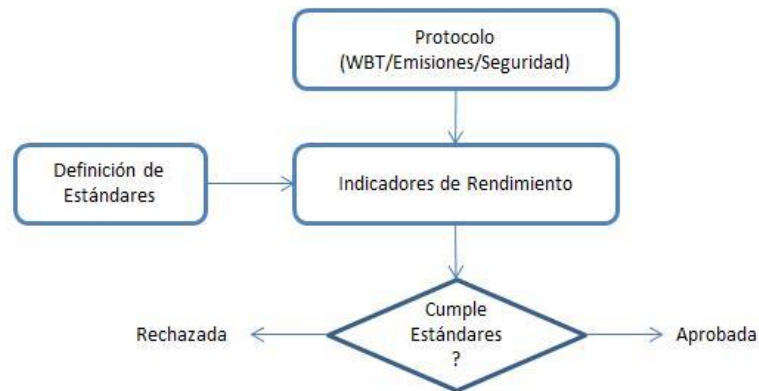 Protocolo
(WBT/Emisiones/Seguridad)
Definición de
Estándares
Indicadores de Rendimiento
Cumple
Estándares
?
Rechazada
Aprobada